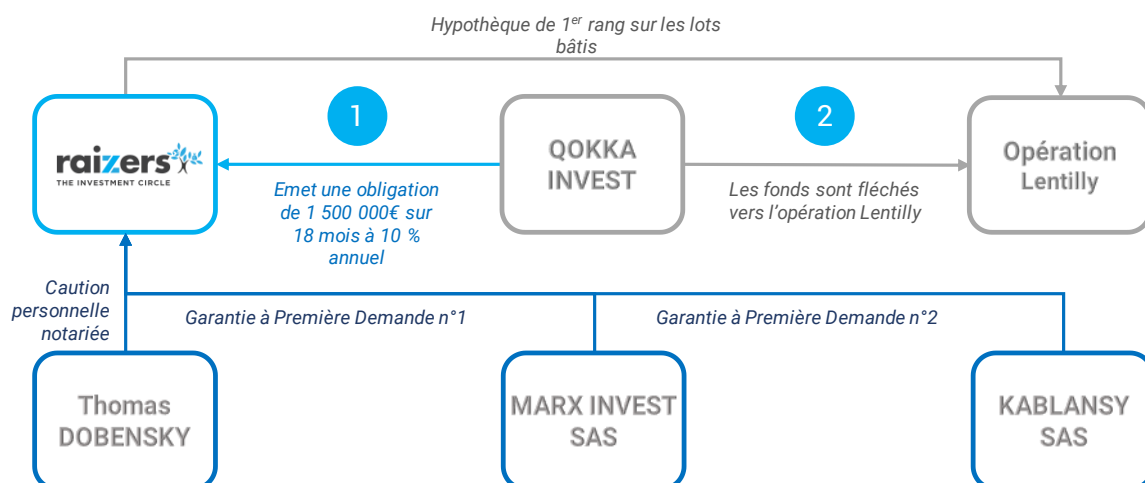 Hypothèque de 1er rang sur les lots
bâtis
1
2
raizers
THE INVESTMENT CIRCLE
QOKKA
INVEST
Opération
Lentilly
Emet une obligation
de 1 500 000€ sur
18 mois à 10 %
annuel
Les fonds sont fléchés
vers l'opération Lentilly
Caution
personnelle
notariée
Garantie à Première Demande n°1
Garantie à Première Demande n°2
Thomas
DOBENSKY
MARX INVEST
SAS
KABLANSY
SAS